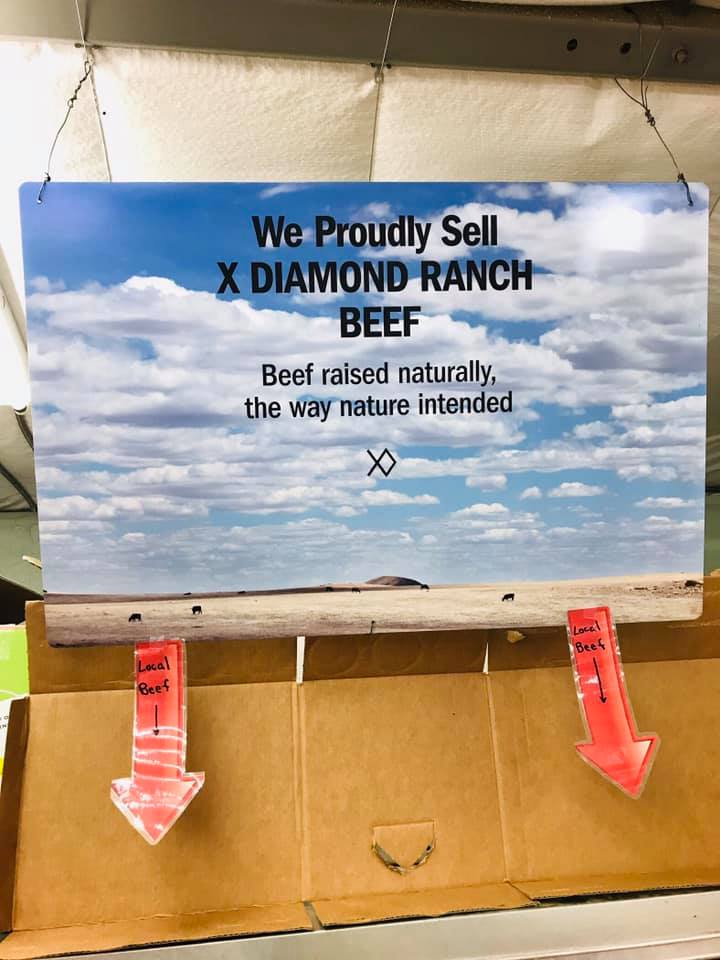 We Proudly Sell
X DIAMOND RANCH
BEEF
Beef raised naturally,
the way nature intended
Local
Beef
Local
Beef